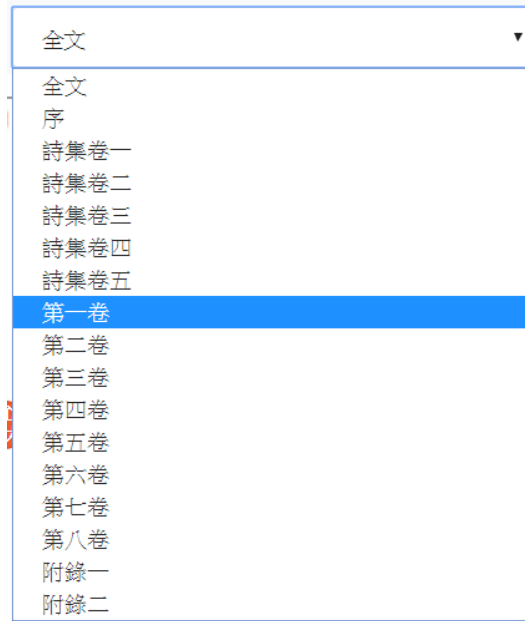 全文
全文
序
詩集卷一
詩集卷二
詩集卷三
詩集卷四
詩集卷五
第一卷
第二卷
第三卷
第四卷
第五卷
第六卷
第七卷
第八卷
附錄一
附錄二